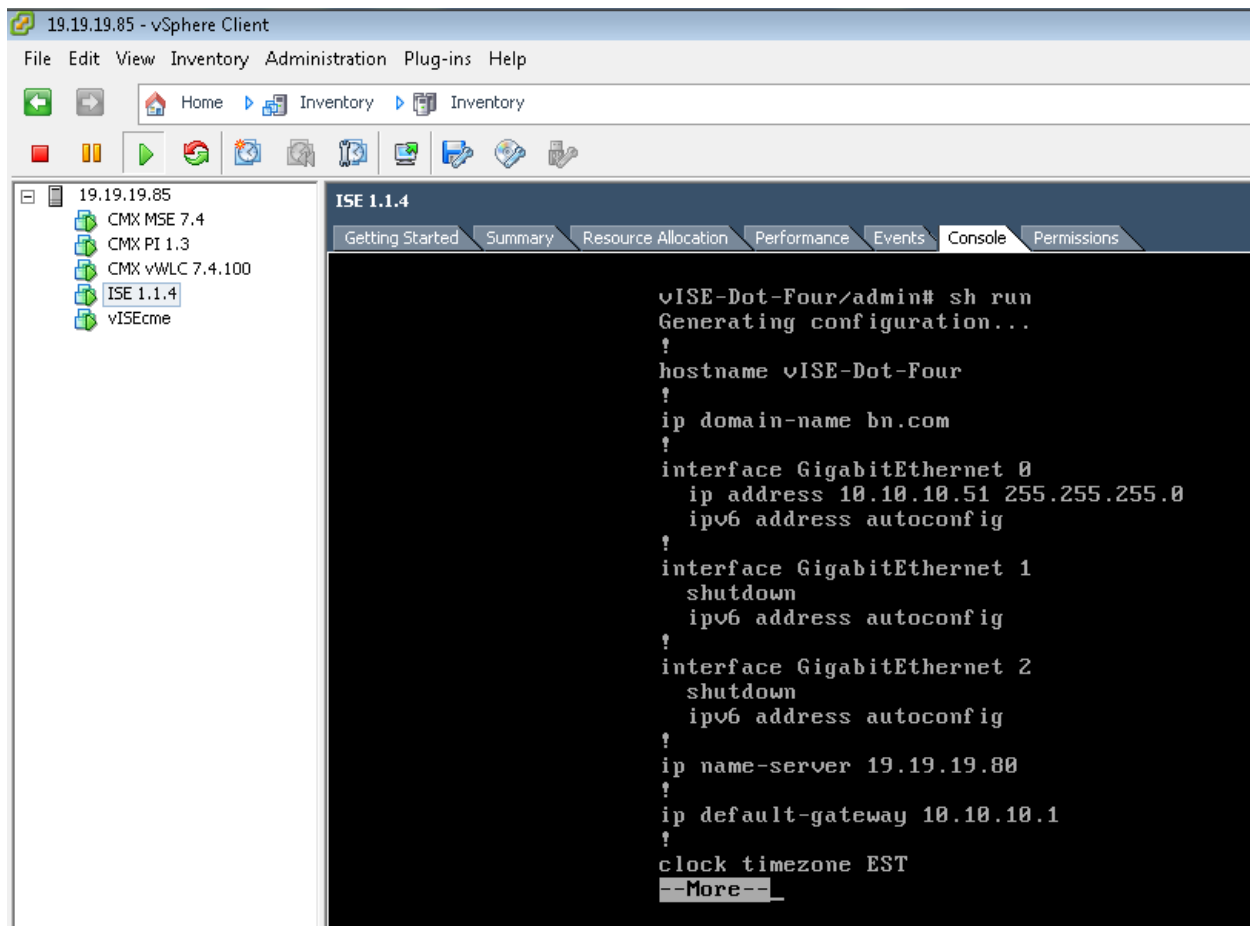 19.19.19.85 - vSphere Client
File Edit View Inventory Administration Plug-ins Help
Home Inventory Inventory
19.19.19.85
CMX MSE 7.4
CMX PI 1.3
CMX vWLC 7.4.100
ISE 1.1.4
vISEcme
ISE 1.1.4
Getting Started Summary Resource Allocation Performance Events Console Permissions
vISE-Dot-Four/admin# sh run
Generating configuration...
!
hostname vISE-Dot-Four
!
ip domain-name bn.com
!
interface GigabitEthernet 0
  ip address 10.10.10.51 255.255.255.0
  ipv6 address autoconfig
!
interface GigabitEthernet 1
  shutdown
  ipv6 address autoconfig
!
interface GigabitEthernet 2
  shutdown
  ipv6 address autoconfig
!
ip name-server 19.19.19.80
!
ip default-gateway 10.10.10.1
!
clock timezone EST
--More--_